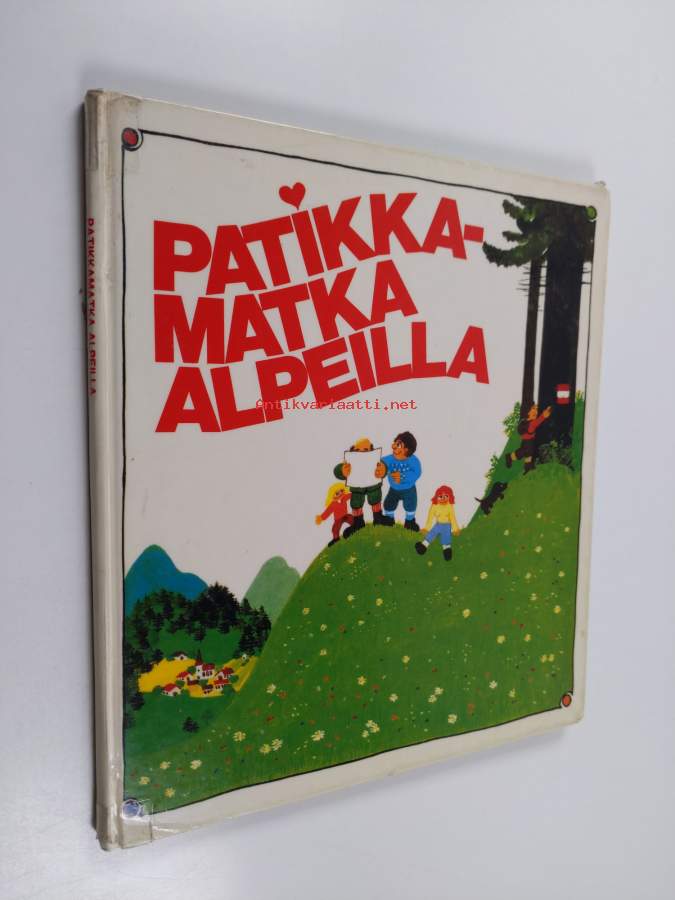 PATIKKA-
MATKA
ALPEILLA
Antikvariaatti.net
PATIKKAMATKA ALPEILLA